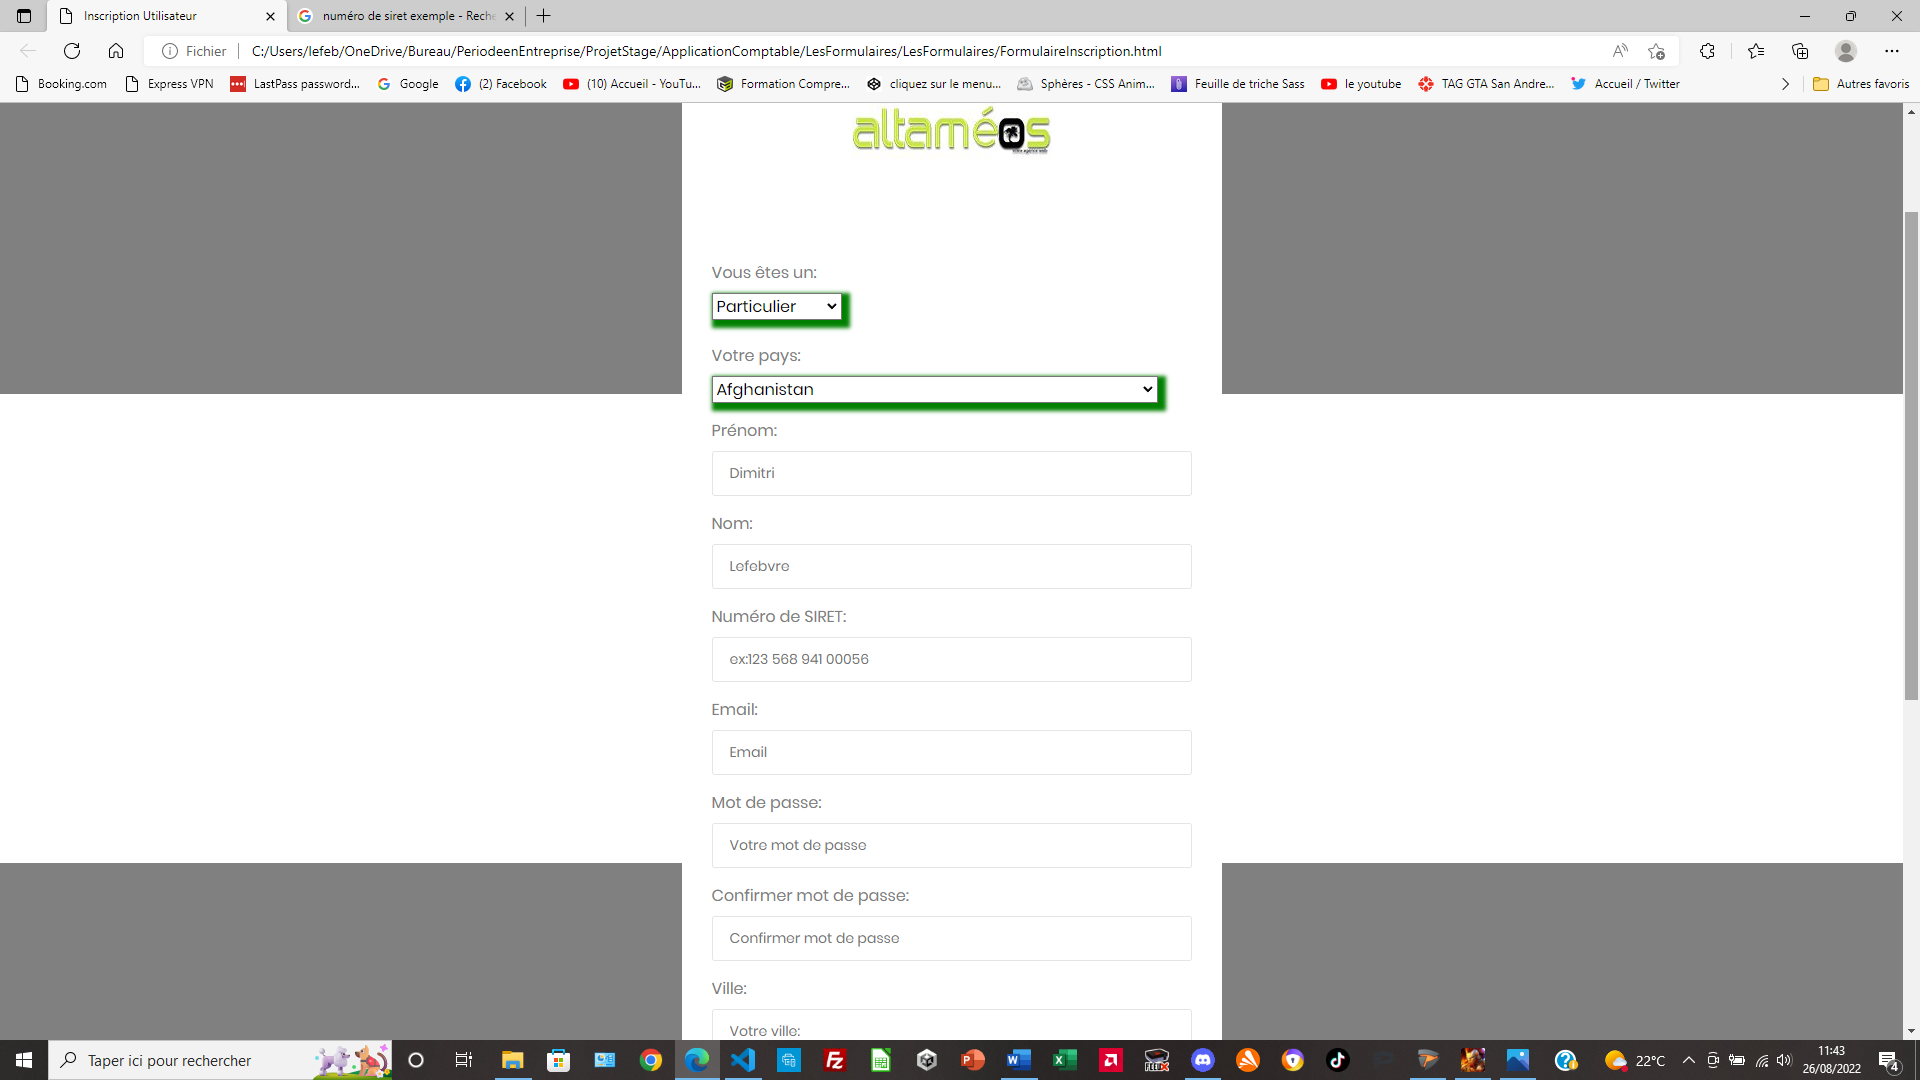 Inscription Utilisateur
numéro de siret exemple - Reche
Fichier
C:/Users/lefeb/OneDrive/Bureau/PeriodeenEntreprise/ProjetStage/ApplicationComptable/LesFormulaires/LesFormulaires/FormulaireInscription.html
Booking.com
Express VPN
LastPass password...
Google
(2) Facebook
(10) Accueil - YouTu...
Formation Compre...
cliquez sur le menu...
Sphères - CSS Anim...
Feuille de triche Sass
le youtube
TAG GTA San Andre...
Accueil / Twitter
Autres favoris
altaméos
Vous êtes un:
Particulier
Votre pays:
Afghanistan
Prénom:
Dimitri
Nom:
Lefebvre
Numéro de SIRET:
ex:123 568 941 00056
Email:
Email
Mot de passe:
Votre mot de passe
Confirmer mot de passe:
Confirmer mot de passe
Ville:
Votre ville:
Taper ici pour rechercher
22°C
11:43
26/08/2022
4